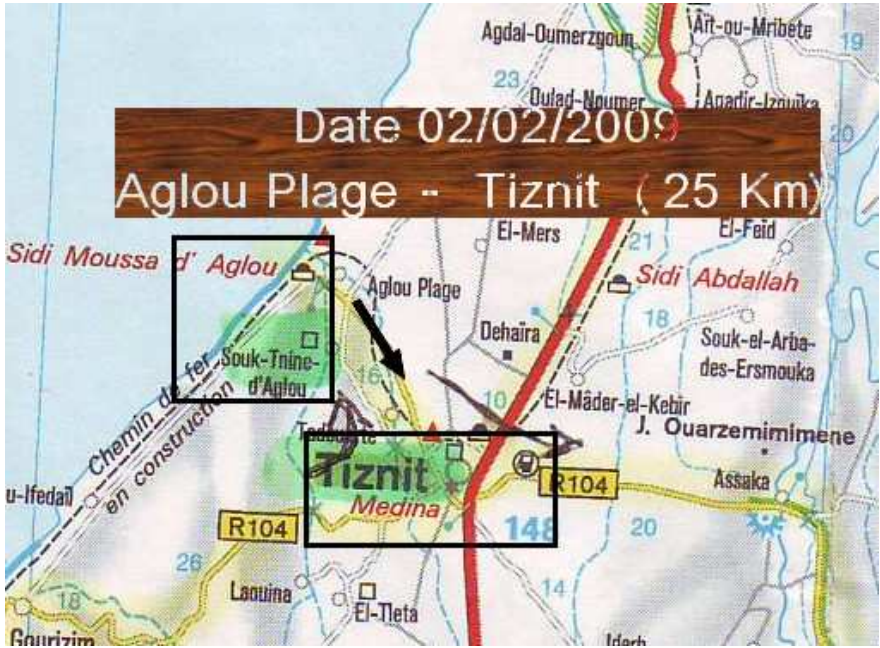 Agdal-Oumerzgoun
Aït-ou-Mribete
19
23
Oulad-Noumer
Agadir-Izguika
20
Date 02/02/2009
Aglou Plage - Tiznit ( 25 Km)
El-Mers
21
El-Feid
Sidi Moussa d' Aglou
Sidi Abdallah
Aglou Plage
18
Dehaïra
Souk-el-Arba-
des-Ersmouka
Souk-Tnine-
d'Aglou
16
Chemin de fer
en construction
10
El-Mâder-el-Kebir
J. Ouarzemimimene
Tiznit
Medina
R104
Assaka
u-Ifedaïl
R104
148
20
26
Laouina
14
El-Tleta
18
Gourizim